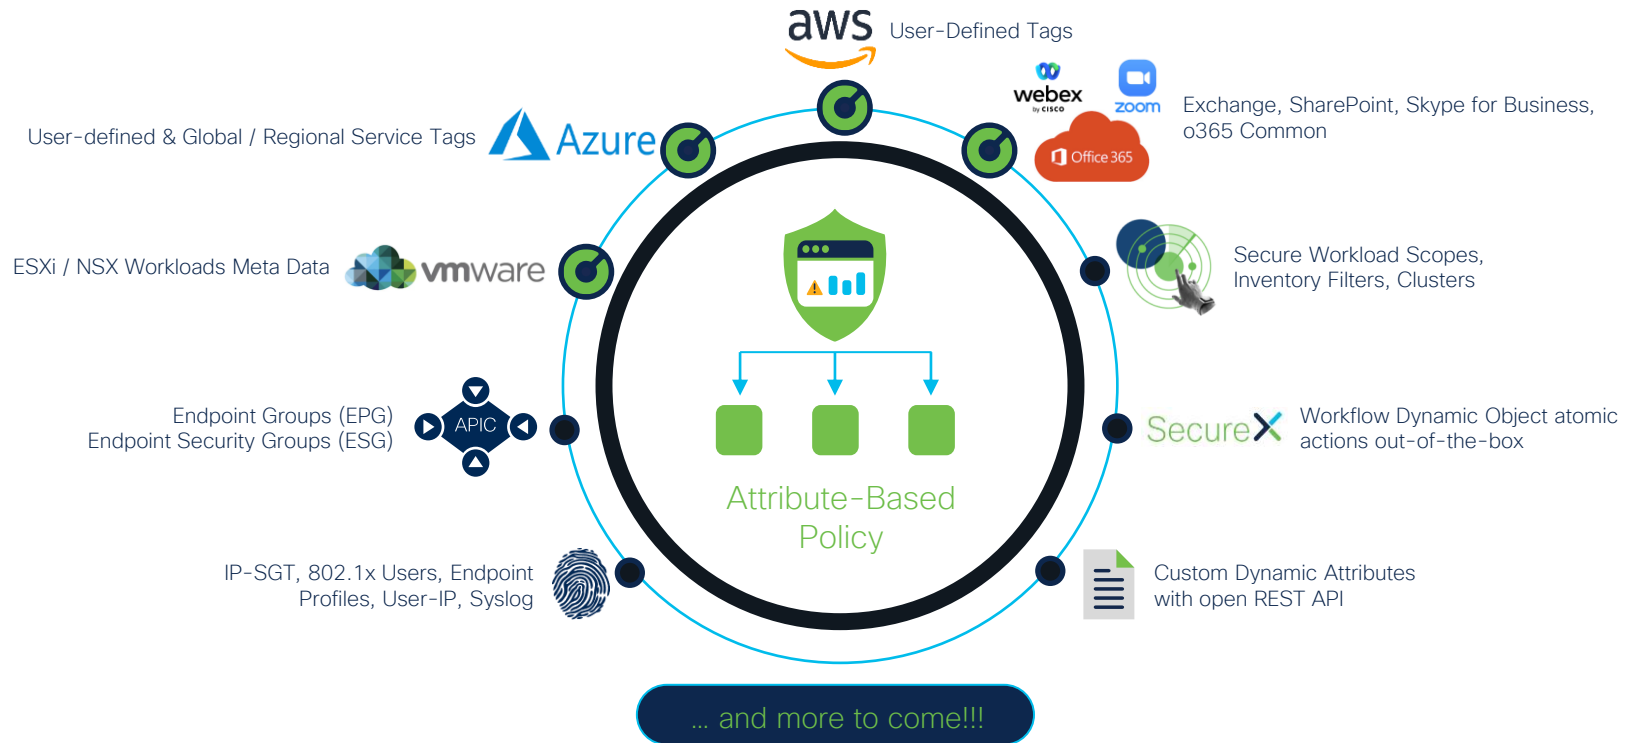 aws
User-Defined Tags
webex
by CISCO
zoom
Exchange, SharePoint, Skype for Business,
o365 Common
Office 365
User-defined & Global / Regional Service Tags
Azure
ESXi / NSX Workloads Meta Data
vmware
Secure Workload Scopes,
Inventory Filters, Clusters
Endpoint Groups (EPG)
Endpoint Security Groups (ESG)
APIC
SecureX
Workflow Dynamic Object atomic
actions out-of-the-box
Attribute-Based
Policy
IP-SGT, 802.1x Users, Endpoint
Profiles, User-IP, Syslog
Custom Dynamic Attributes
with open REST API
... and more to come!!!